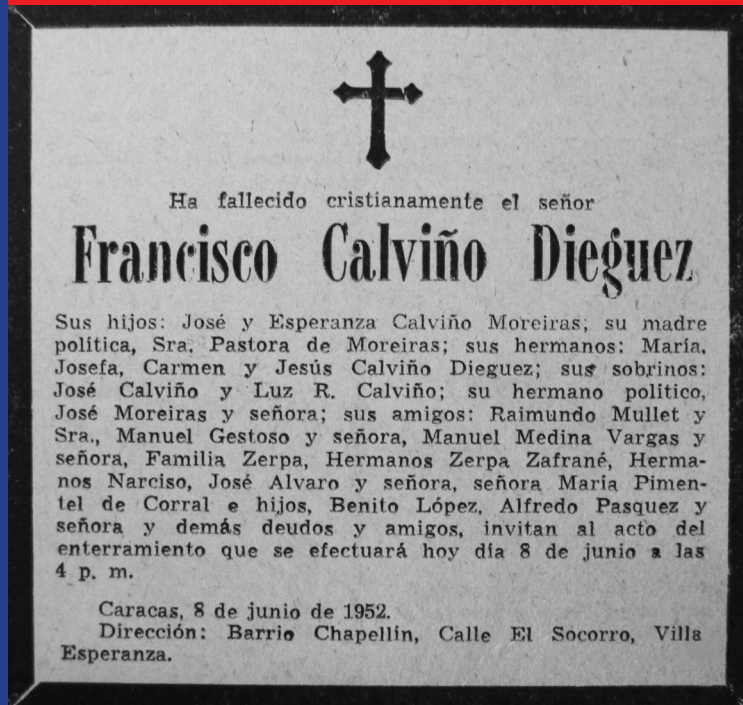 Ha fallecido cristianamente el señor
Francisco Calviño Dieguez
Sus hijos: José y Esperanza Calviño Moreiras; su madre
política, Sra. Pastora de Moreiras; sus hermanos: María,
Josefa, Carmen y Jesús Calviño Dieguez; sus sobrinos:
José Calviño y Luz R. Calviño; su hermano político,
José Moreiras y señora; sus amigos: Raimundo Mullet y
Sra., Manuel Gestoso y señora, Manuel Medina Vargas y
señora, Familia Zerpa, Hermanos Zerpa Zafrané, Herma-
nos Narciso, José Alvaro y señora, señora María Pimen-
tel de Corral e hijos, Benito López, Alfredo Pasquez y
señora y demás deudos y amigos, invitan al acto del
enterramiento que se efectuará hoy día 8 de junio a las
4 p. m.
Caracas, 8 de junio de 1952.
Dirección: Barrio Chapellín, Calle El Socorro, Villa
Esperanza.